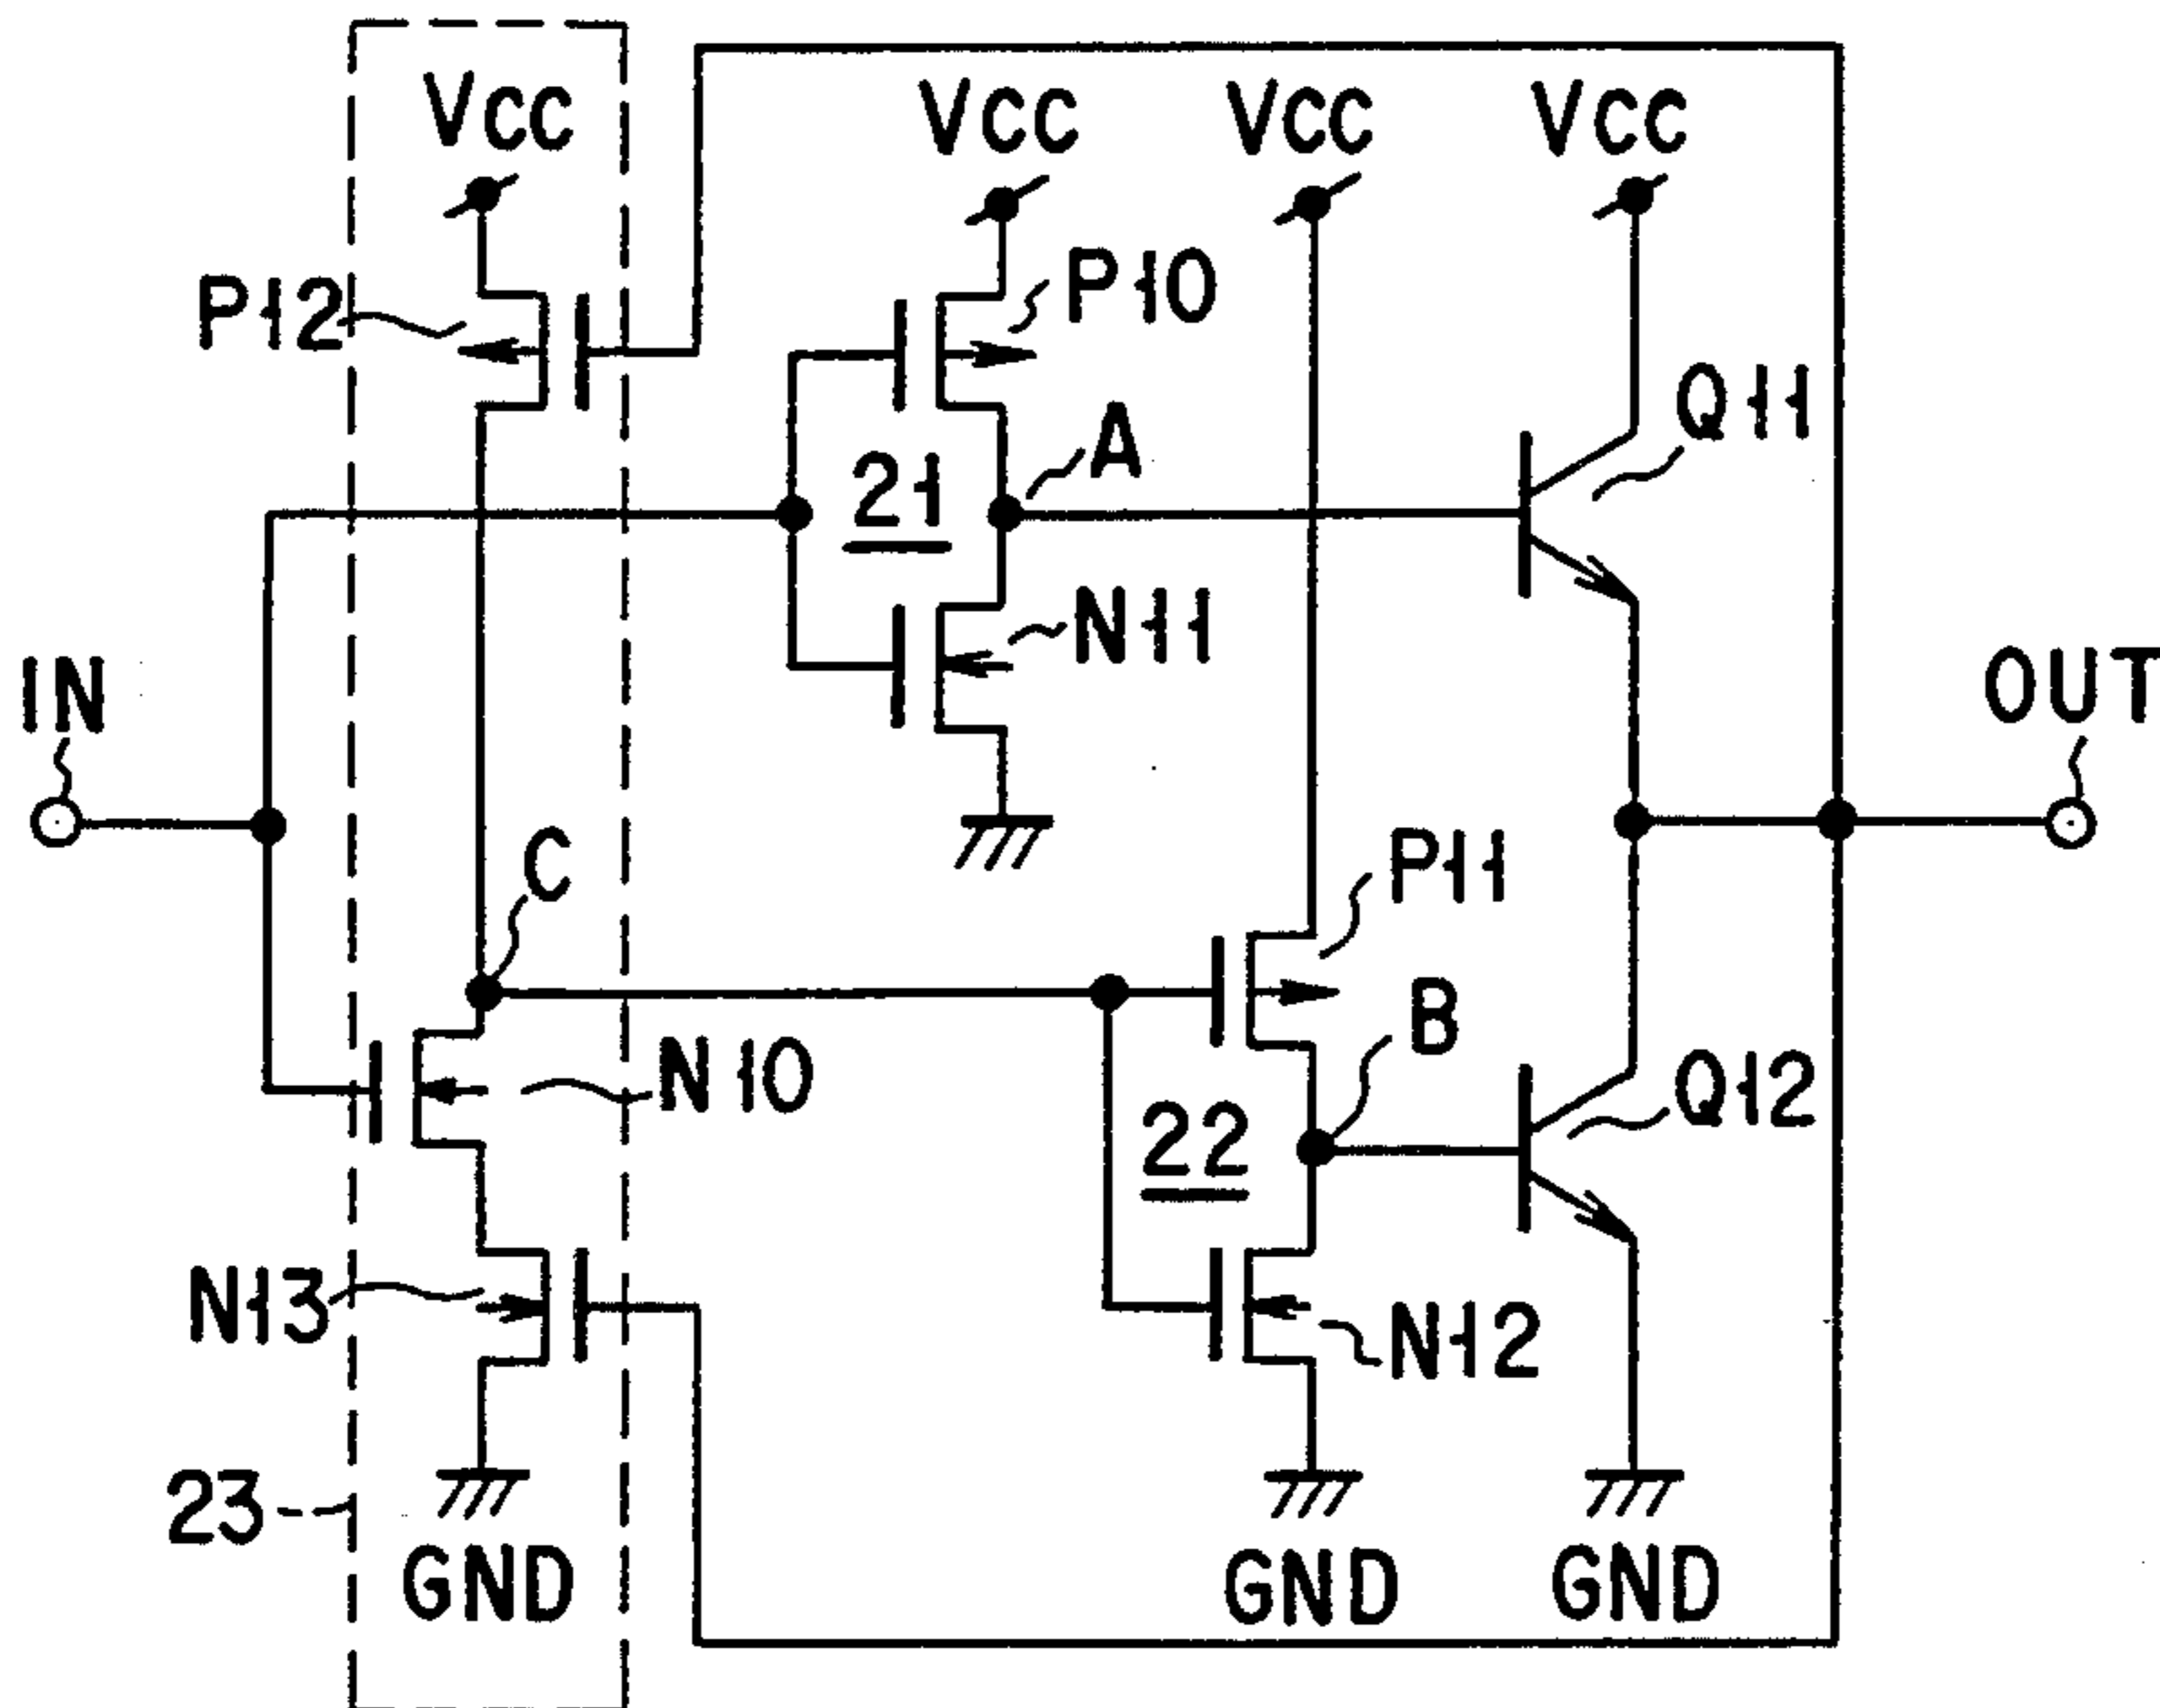 VCC VCC VCC VCC
P12
P10
Q11
A
21
N11
IN
OUT
C
P11
B
N10
Q12
22
N13
N12
23
GND GND GND